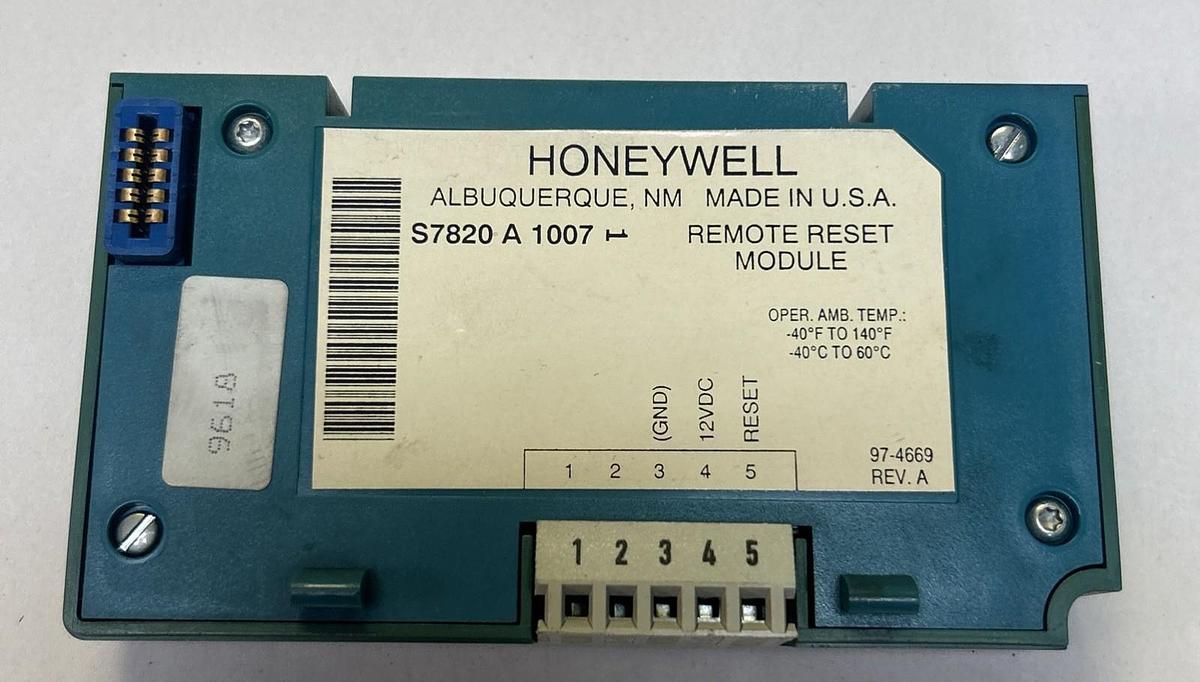 HONEYWELL
ALBUQUERQUE, NM MADE IN U.S.A.
S7820 A 1007 1 REMOTE RESET
MODULE
OPER. AMB. TEMP.:
-40°F TO 140°F
-40°C TO 60°C
(GND) 12VDC RESET
1 2 3 4 5
97-4669
REV. A
9618
1 2 3 4 5